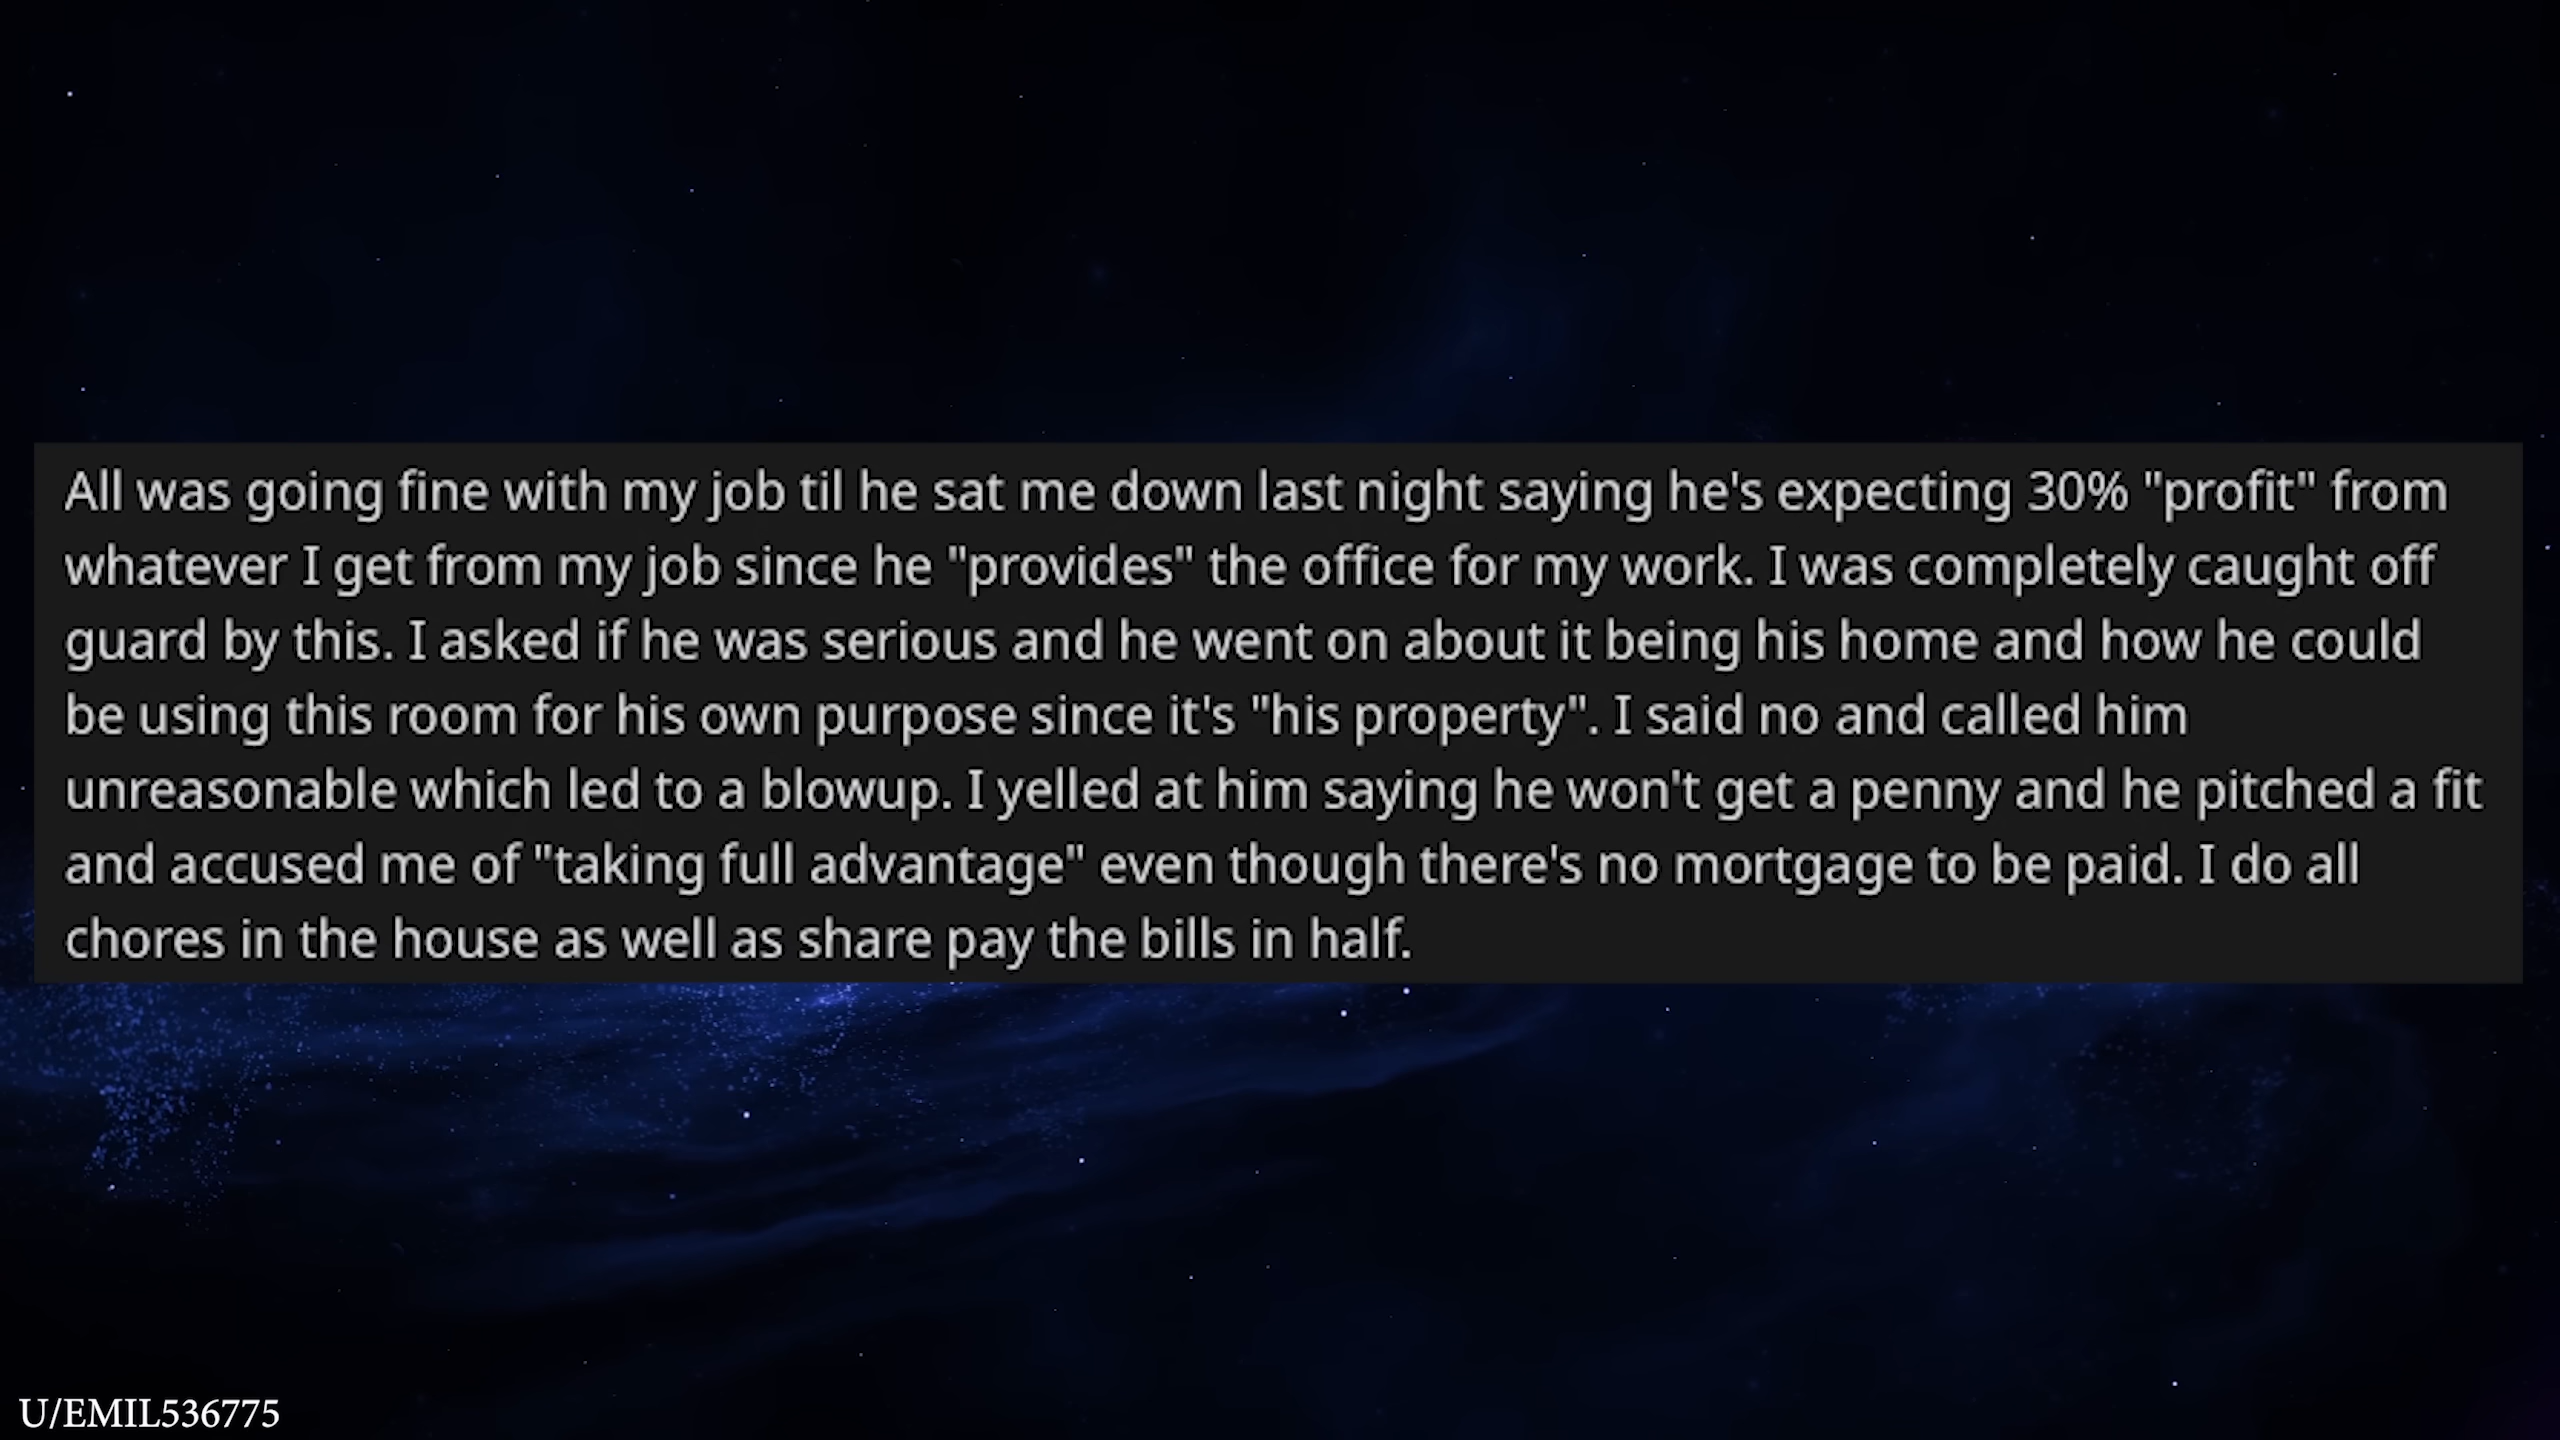 All was going fine with my job til he sat me down last night saying he's expecting 30% "profit" from
whatever I get from my job since he "provides" the office for my work. I was completely caught off
guard by this. I asked if he was serious and he went on about it being his home and how he could
be using this room for his own purpose since it's "his property". I said no and called him
unreasonable which led to a blowup. I yelled at him saying he won't get a penny and he pitched a fit
and accused me of "taking full advantage" even though there's no mortgage to be paid. I do all
chores in the house as well as share pay the bills in half.
U/EMIL536775